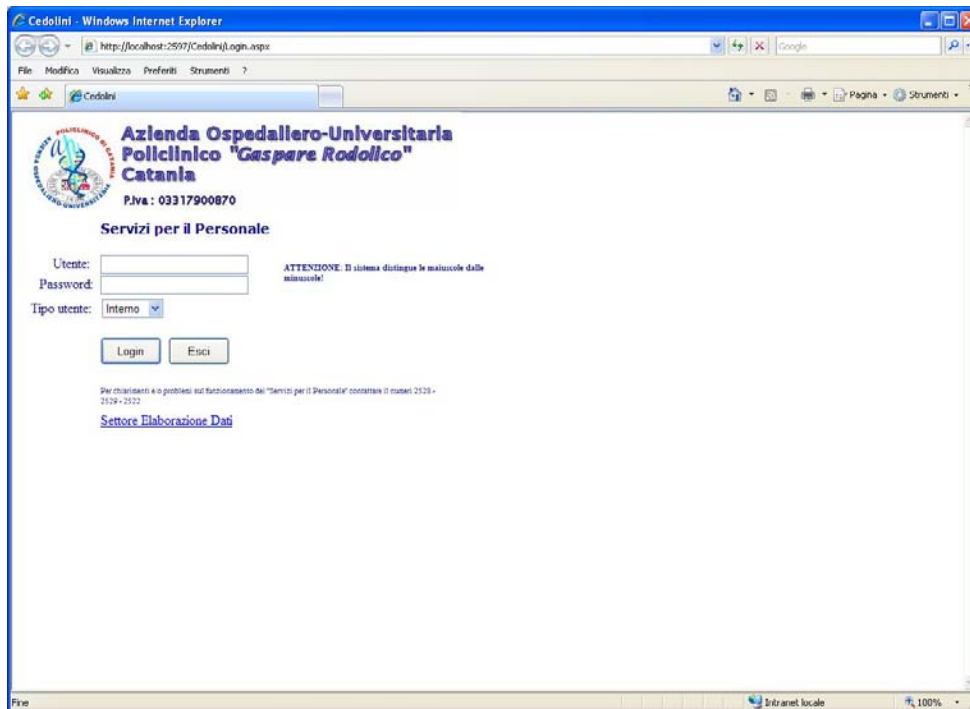 Cedolini - Windows Internet Explorer
http://localhost:2597/Cedolini/Login.aspx
Google
File Modifica Visualizza Preferiti Strumenti ?
Cedolini
Pagina Strumenti
Azienda Ospedaliero-Universitaria
Policlinico "Gaspare Rodolico"
Catania
P.Iva : 03317900870
Servizi per il Personale
Utente:
ATTENZIONE: Il sistema distingue le maiuscole dalle
minuscole!
Password:
Tipo utente: Interno
Login Esci
Per chiarimenti e/o problemi sul funzionamento dei "Servizi per il Personale" contattare il numeri 2528 -
2529 - 2522
Settore Elaborazione Dati
Fine
Intranet locale
100%